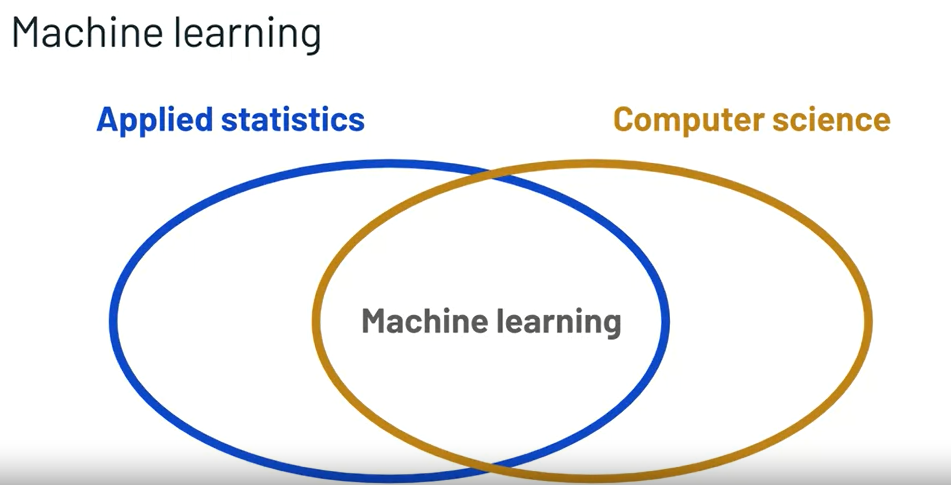 Machine learning
Applied statistics
Computer science
Machine learning